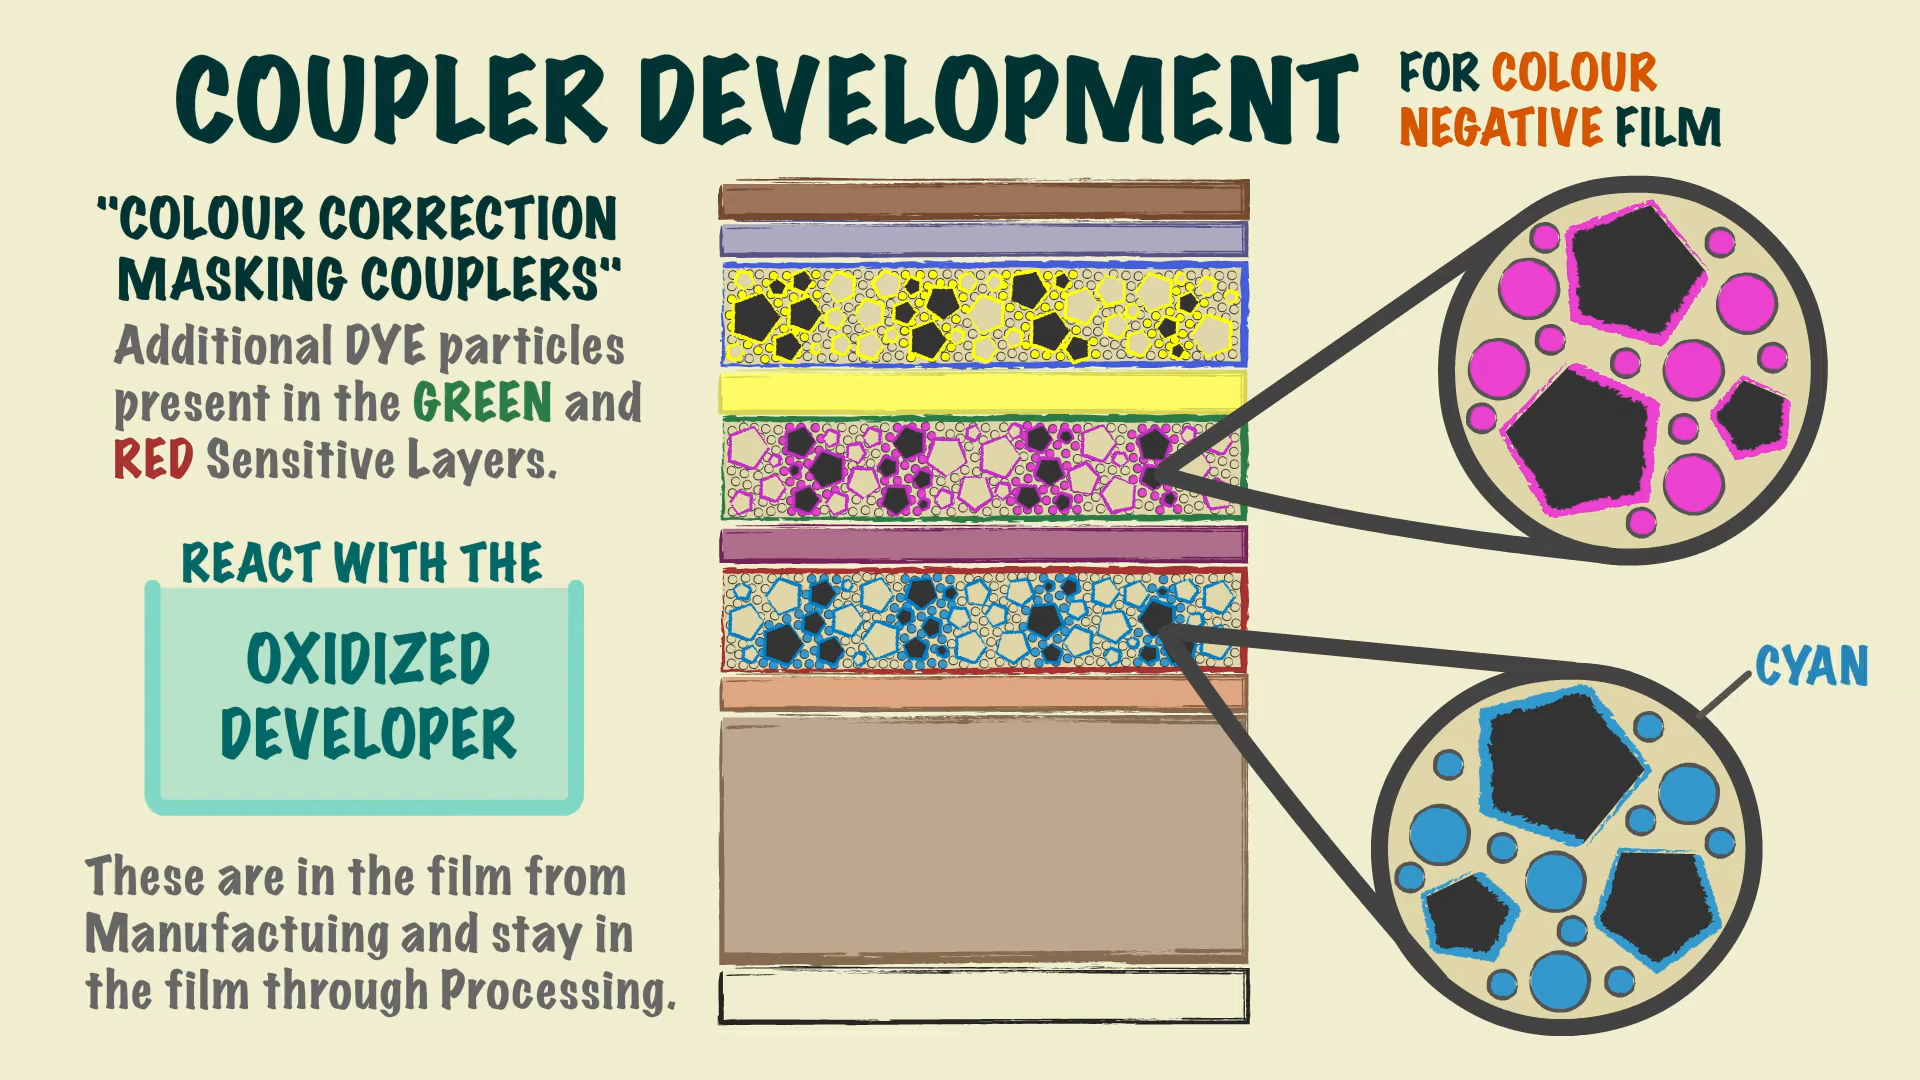 COUPLER DEVELOPMENT
FOR COLOUR
NEGATIVE FILM
"COLOUR CORRECTION
MASKING COUPLERS"
Additional DYE particles
present in the GREEN and
RED Sensitive Layers.
REACT WITH THE
OXIDIZED
DEVELOPER
These are in the film from
Manufactuing and stay in
the film through Processing.
CYAN